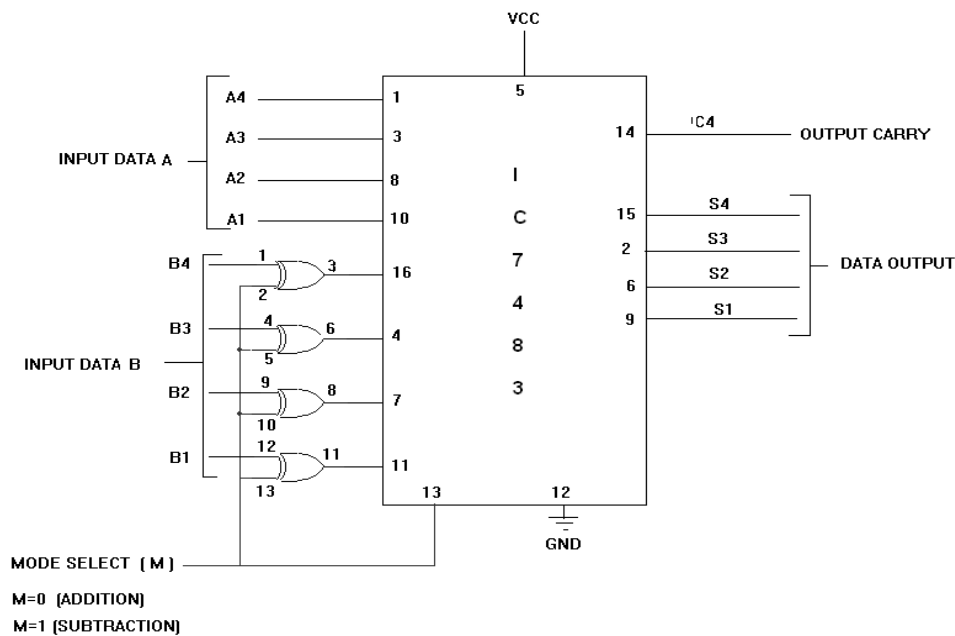 VCC
5
A4
1
A3
3
A2
8
A1
10
INPUT DATA A
14
'C4
OUTPUT CARRY
15
S4
2
S3
6
S2
9
S1
DATA OUTPUT
I
C
7
4
8
3
B4
1
2
3
16
B3
4
5
6
4
B2
9
10
8
7
B1
12
13
11
11
INPUT DATA B
13
12
GND
MODE SELECT ( M )
M=0 (ADDITION)
M=1 (SUBTRACTION)